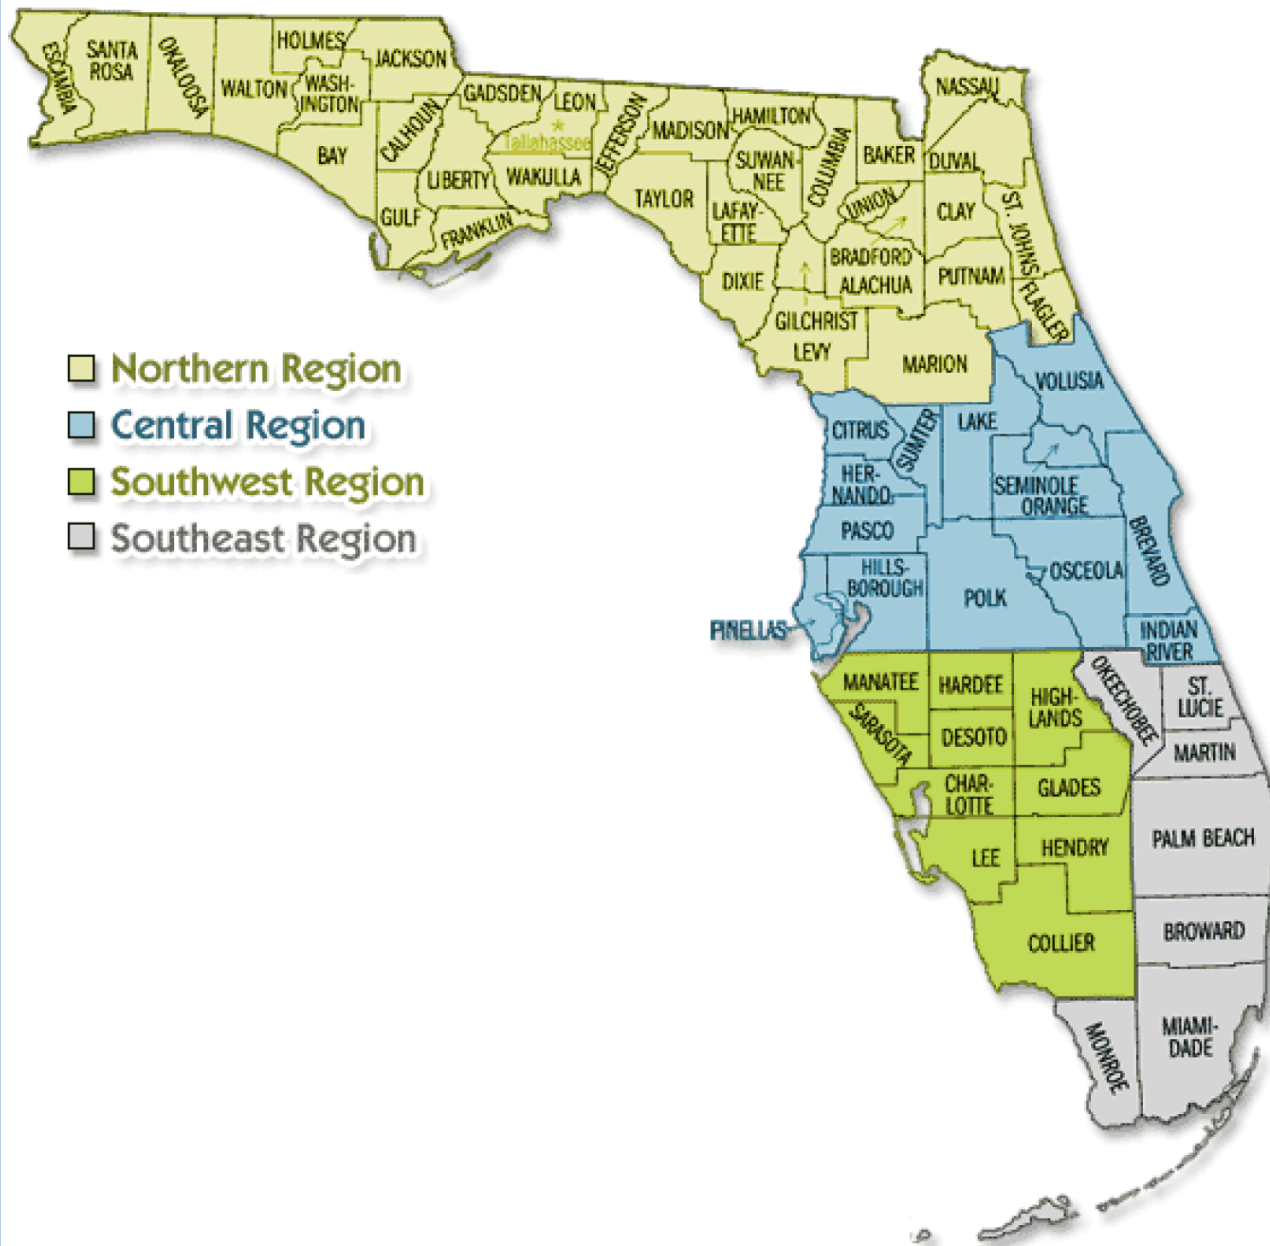 HOLMES
SANTA
ROSA
ESCAMBIA
OKALOOSA
JACKSON
WALTON
WASH-
INGTON
GADSDEN
LEON
NASSAU
Tallahassee
JEFFERSON
MADISON
HAMILTON
CALHOUN
BAY
LIBERTY
WAKULLA
SUWAN-
NEE
COLUMBIA
BAKER
DUVAL
TAYLOR
LAFAY-
ETTE
UNION
CLAY
ST. JOHNS
GULF
FRANKLIN
BRADFORD
DIXIE
ALACHUA
PUTNAM
FLAGLER
GILCHRIST
LEVY
MARION
Northern Region
Central Region
Southwest Region
Southeast Region
VOLUSIA
CITRUS
SUMTER
LAKE
HER-
NANDO
SEMINOLE
ORANGE
PASCO
BREVARD
HILLS-
BOROUGH
OSCEOLA
POLK
PINELLAS
INDIAN
RIVER
MANATEE
HARDEE
HIGH-
LANDS
OKEECHOBEE
ST.
LUCIE
SARASOTA
DESOTO
MARTIN
CHAR-
LOTTE
GLADES
PALM BEACH
LEE
HENDRY
BROWARD
COLLIER
MONROE
MIAMI-
DADE